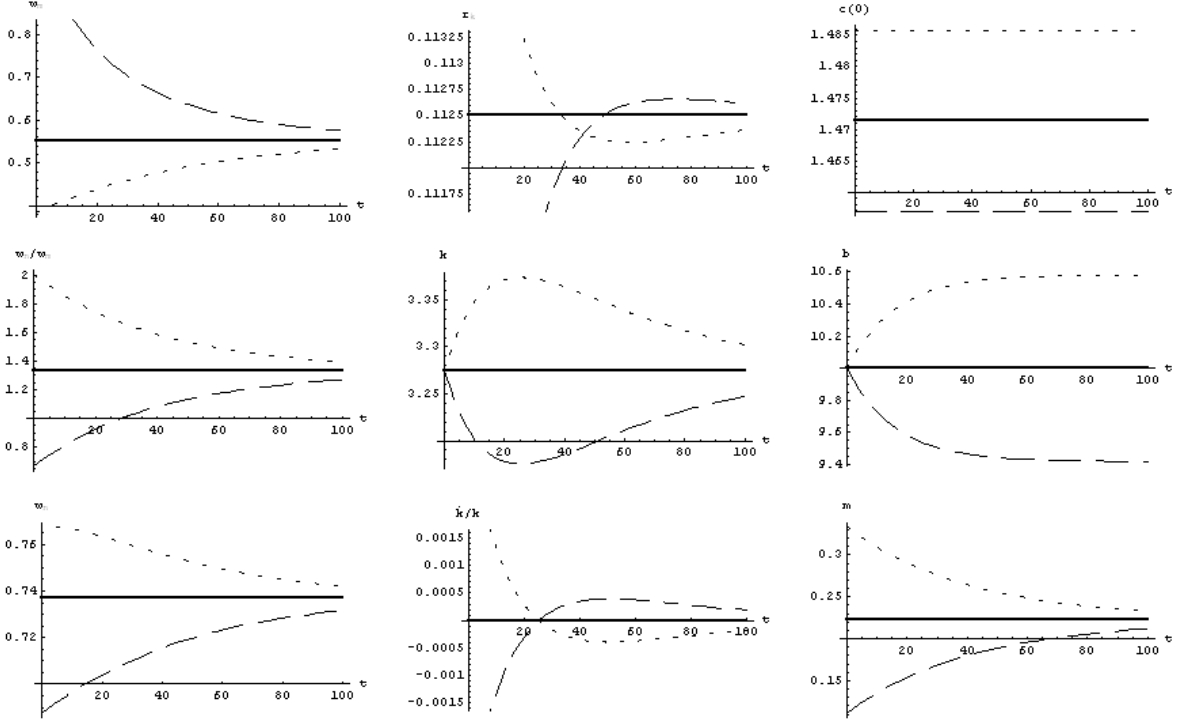 w
0.8
0.7
0.6
0.5
20 40 60 80 100 t
r
0.11325
0.113
0.11275
0.1125
0.11225
0.11175
20 40 60 80 100 t
c(0)
1.485
1.48
1.475
1.47
1.465
20 40 60 80 100 t
w/w
2
1.8
1.6
1.4
1.2
0.8
20 40 60 80 100 t
k
3.35
3.3
3.25
20 40 60 80 100 t
b
10.6
10.4
10.2
9.8
9.6
9.4
20 40 60 80 100 t
w
0.76
0.74
0.72
20 40 60 80 100 t
k̇/k
0.0015
0.001
0.0005
-0.0005
-0.001
-0.0015
20 40 60 80 100 t
m
0.3
0.25
0.15
20 40 60 80 100 t